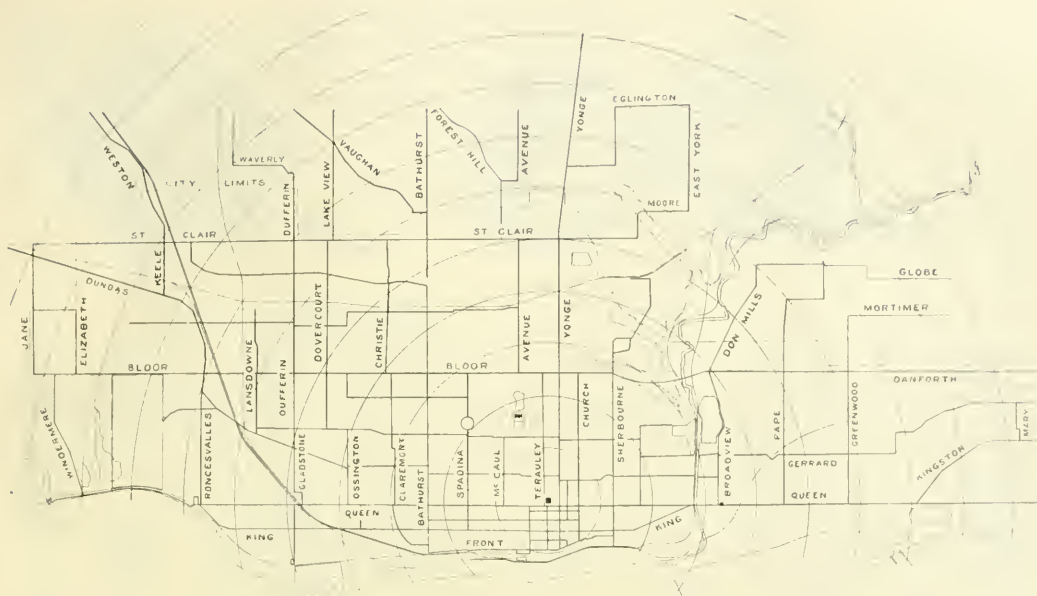 EGLINGTON
YONGE
FOREST HILL
AVENUE
BATHURST
VAUGHAN
WESTON
WAVERLY
EAST YORK
CITY LIMITS
LAKE VIEW
DUFFERIN
MOORE
ST CLAIR
ST CLAIR
KEELE
GLOBE
DUNDAS
MORTIMER
DON MILLS
JANE
ELIZABETH
DOVERCOURT
CHRISTIE
AVENUE
YONGE
BLOOR
LANSDOWNE
DUFFERIN
BLOOR
DANFORTH
CHURCH
SHERBOURNE
PAPE
GREENWOOD
MARY
WINDERMERE
RONCESVALLES
GLADSTONE
OSSINGTON
CLAREMONT
BATHURST
SPADINA
McCAUL
TERAULEY
BROADVIEW
GERRARD
KINGSTON
QUEEN
QUEEN
KING
KING
FRONT